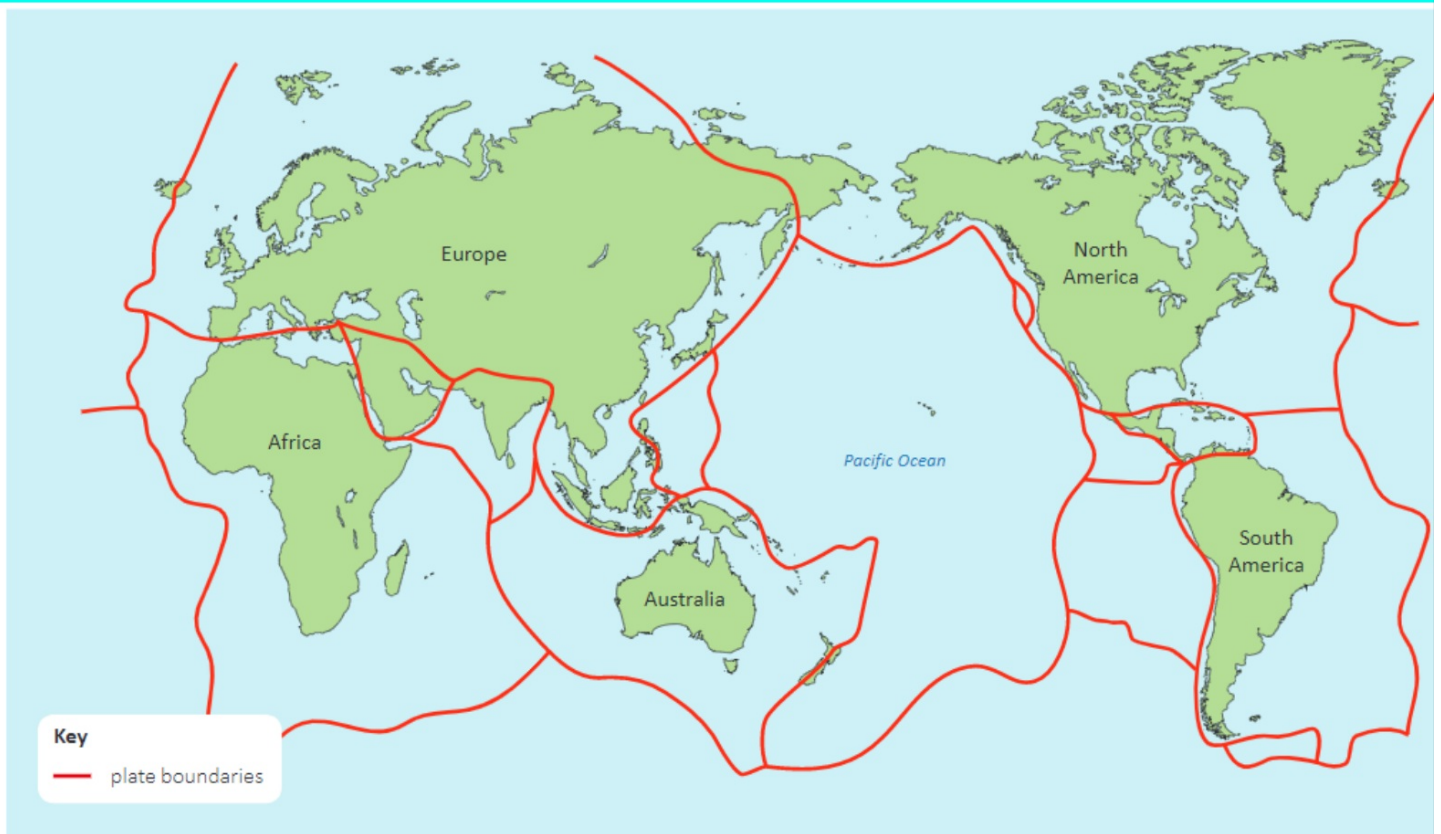 Europe
North
America
Africa
Pacific Ocean
South
America
Australia
Key
plate boundaries